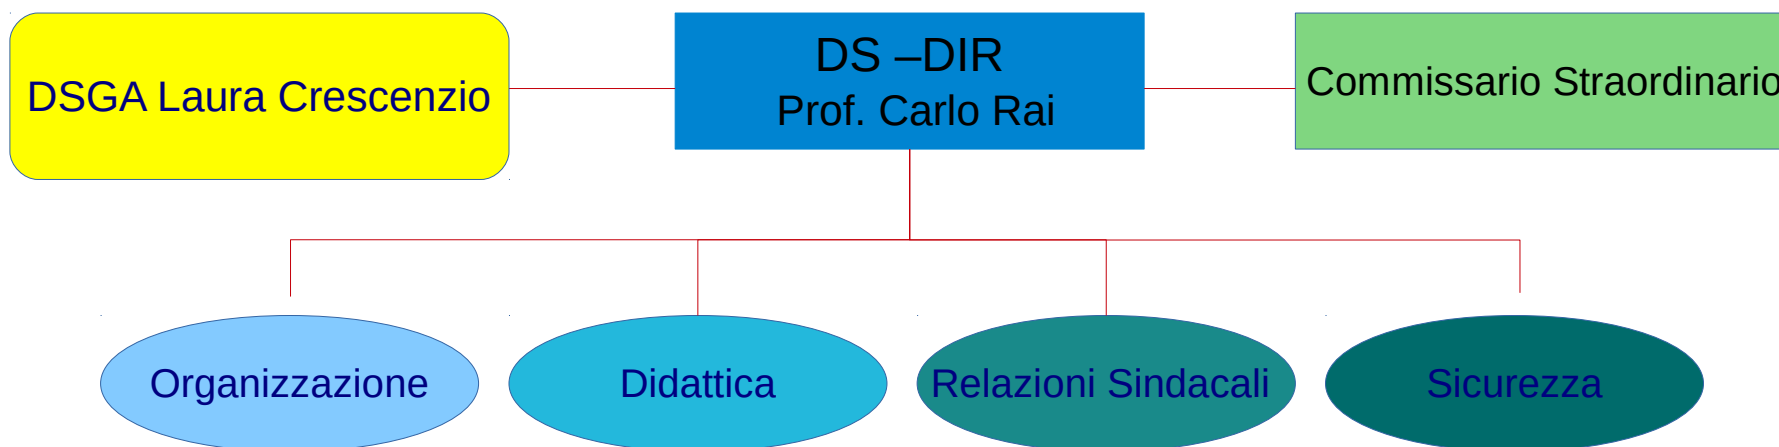 DSGA Laura Crescenzio
DS –DIR
Prof. Carlo Rai
Commissario Straordinario
Organizzazione
Didattica
Relazioni Sindacali
Sicurezza